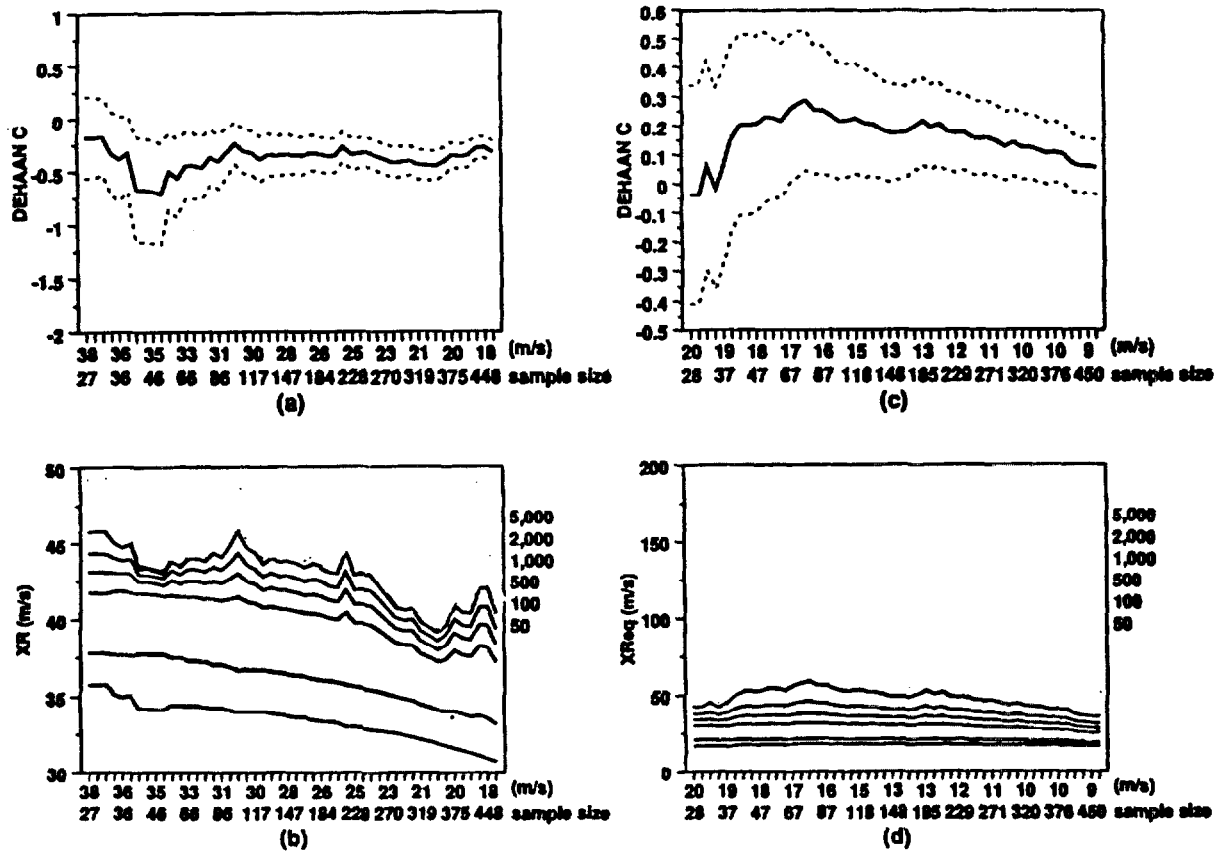 1
0.5
0
-0.5
-1
-1.5
-2
DEHAAN C
38 36 35 33 31 30 28 26 25 23 21 20 18 (m/s)
27 36 46 66 86 117 147 184 228 270 319 375 448 sample size
(a)
0.6
0.5
0.4
0.3
0.2
0.1
0
-0.1
-0.2
-0.3
-0.4
-0.5
DEHAAN C
20 19 18 17 16 15 13 13 12 11 10 10 9 (m/s)
28 37 47 67 87 118 148 185 229 271 320 376 450 sample size
(c)
50
45
40
35
30
XR (m/s)
5,000
2,000
1,000
500
100
50
38 36 35 33 31 30 28 26 25 23 21 20 18 (m/s)
27 36 46 66 86 117 147 184 228 270 319 375 448 sample size
(b)
200
150
100
50
0
XReq (m/s)
5,000
2,000
1,000
500
100
50
20 19 18 17 16 15 13 13 12 11 10 10 9 (m/s)
28 37 47 67 87 118 148 185 229 271 320 376 450 sample size
(d)